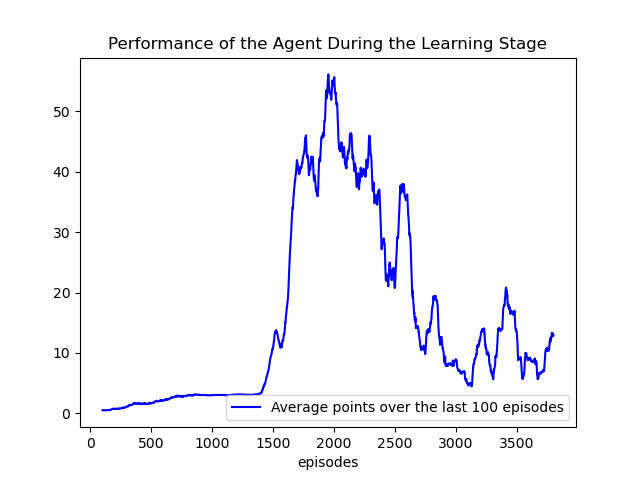 Performance of the Agent During the Learning Stage
50
40
30
20
10
0
Average points over the last 100 episodes
0 500 1000 1500 2000 2500 3000 3500
episodes